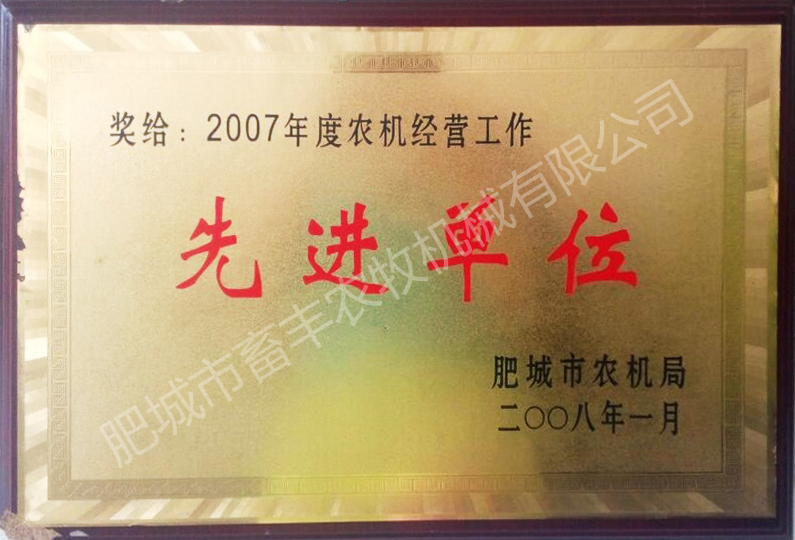 奖给：2007年度农机经营工作
先进单位
肥城市农机局
二〇〇八年一月
肥城市畜丰农牧机械有限公司